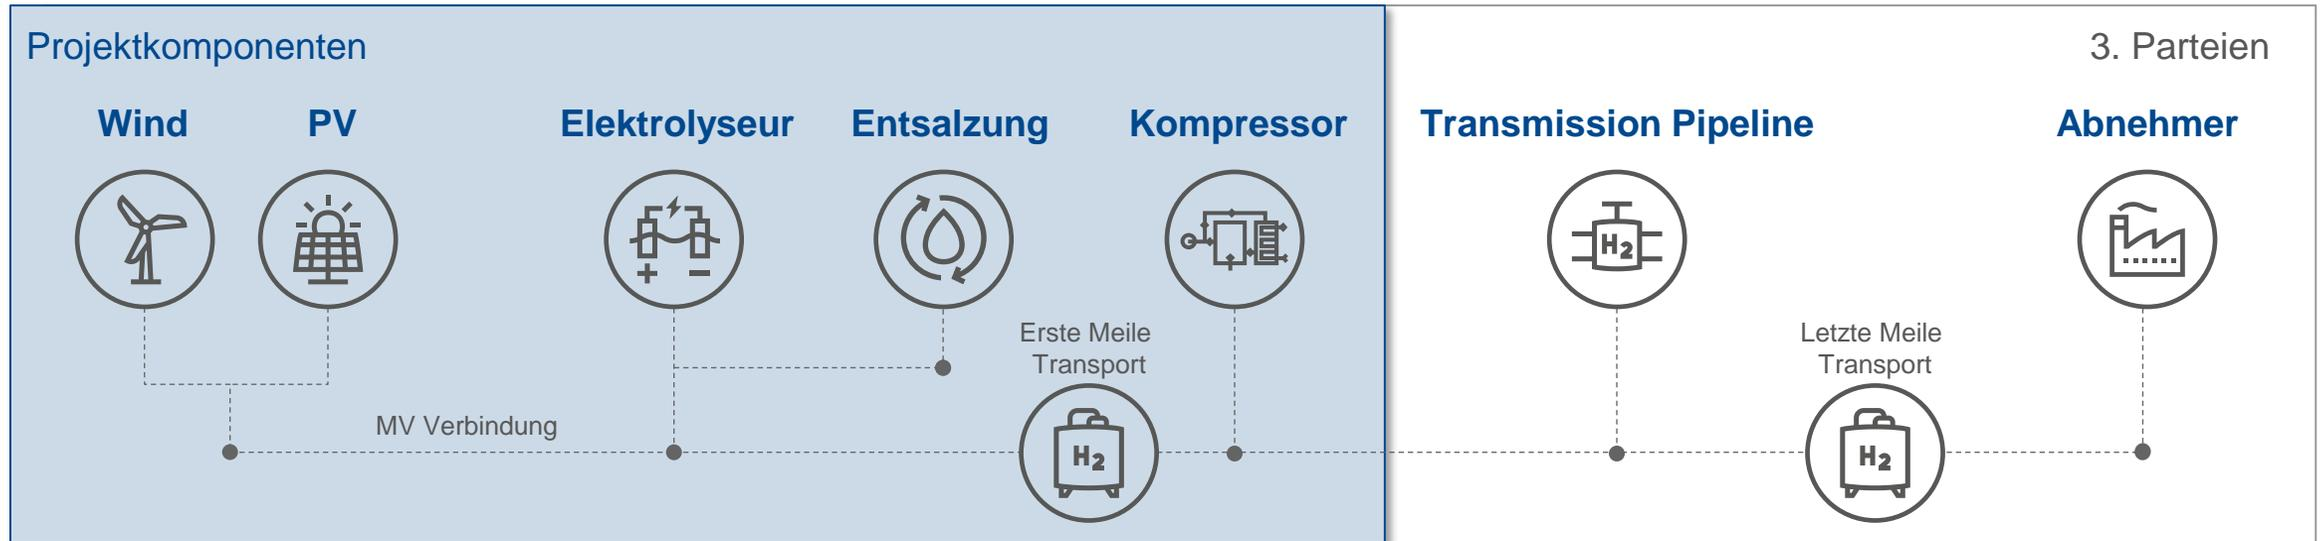 Projektkomponenten
3. Parteien
Wind
PV
Elektrolyseur
Entsalzung
Kompressor
Transmission Pipeline
Abnehmer
+ −
H2
Erste Meile
Transport
Letzte Meile
Transport
MV Verbindung
H2
H2